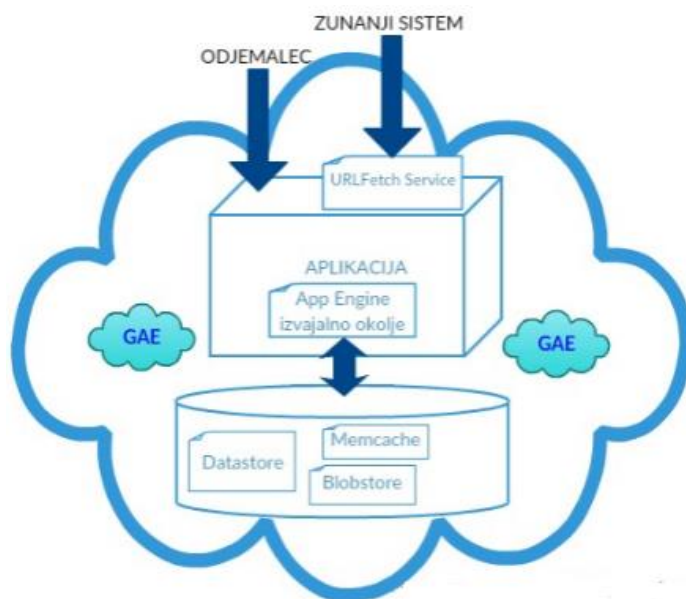 ZUNANJI SISTEM
ODJEMALEC
URLFetch Service
APLIKACIJA
App Engine
izvajalno okolje
GAE
GAE
Datastore
Memcache
Blobstore